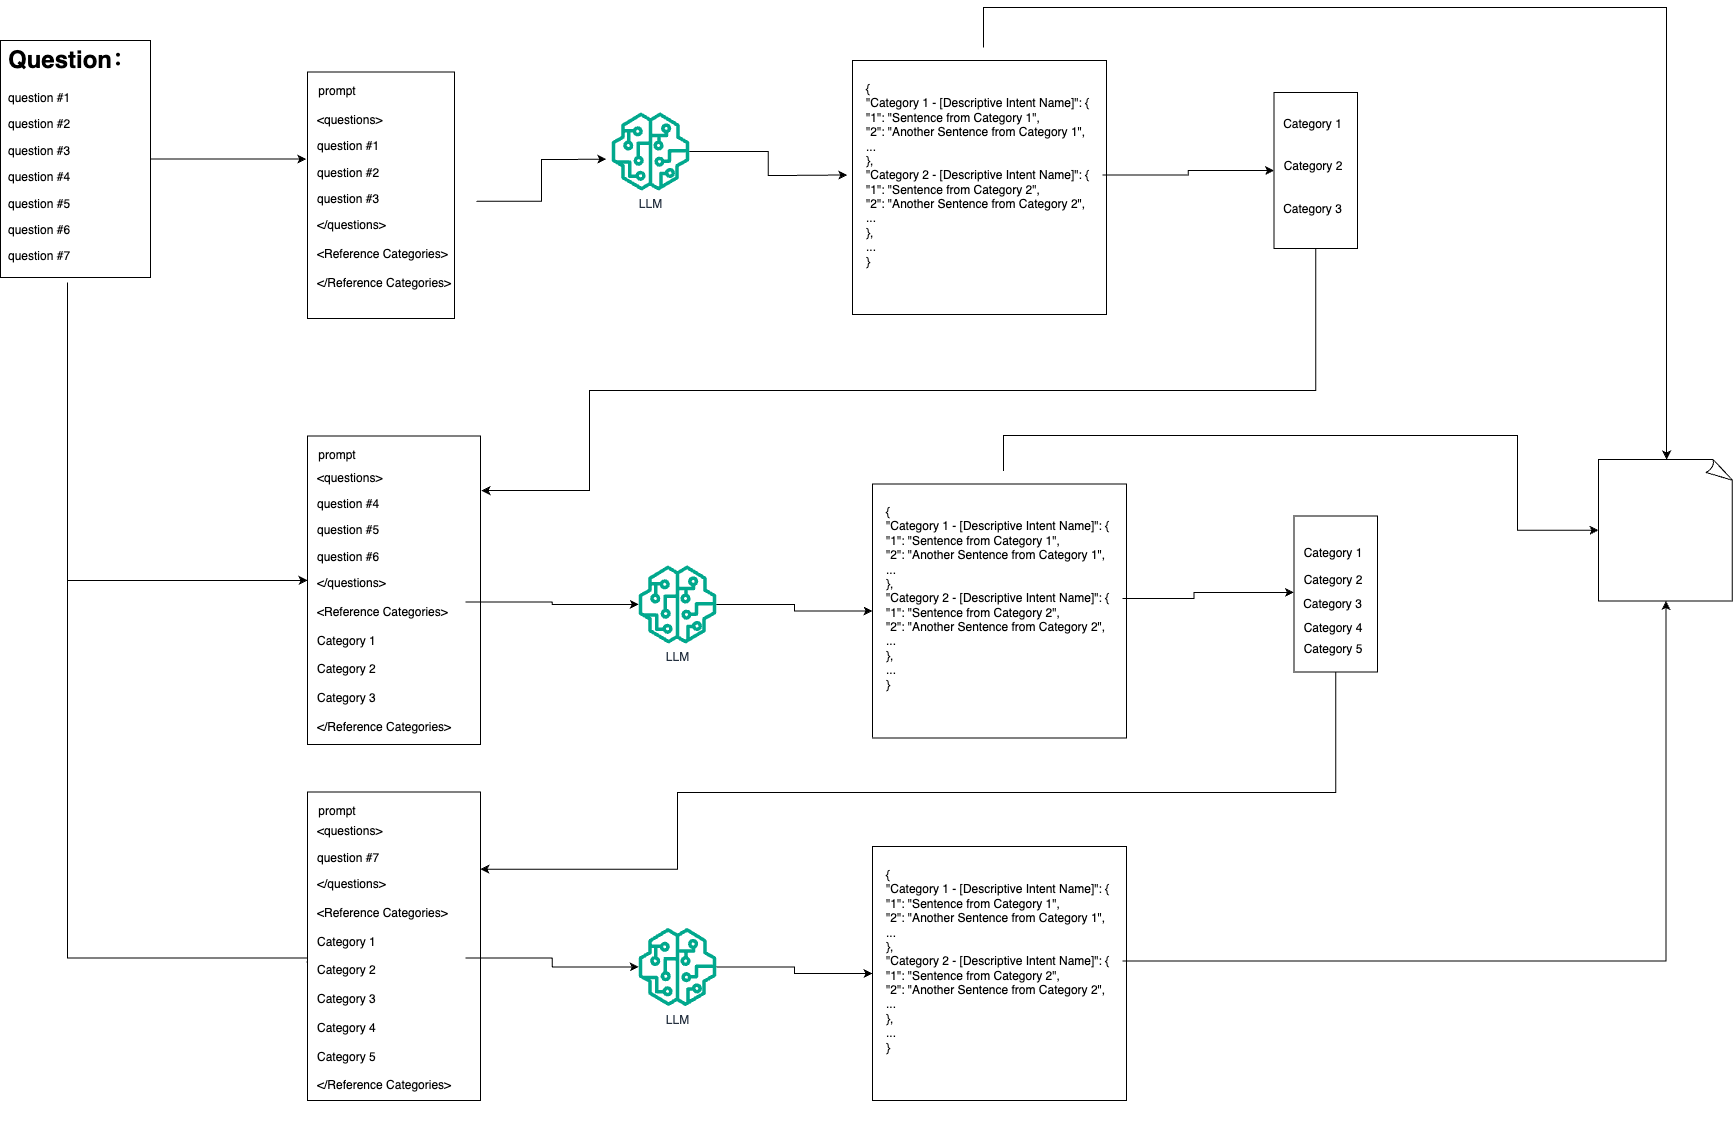 Question:
question #1
question #2
question #3
question #4
question #5
question #6
question #7
prompt
<questions>
question #1
question #2
question #3
</questions>
<Reference Categories>
</Reference Categories>
LLM
{
"Category 1 - [Descriptive Intent Name]": {
"1": "Sentence from Category 1",
"2": "Another Sentence from Category 1",
...
},
"Category 2 - [Descriptive Intent Name]": {
"1": "Sentence from Category 2",
"2": "Another Sentence from Category 2",
...
},
...
}
Category 1
Category 2
Category 3
prompt
<questions>
question #4
question #5
question #6
</questions>
<Reference Categories>
Category 1
Category 2
Category 3
</Reference Categories>
LLM
{
"Category 1 - [Descriptive Intent Name]": {
"1": "Sentence from Category 1",
"2": "Another Sentence from Category 1",
...
},
"Category 2 - [Descriptive Intent Name]": {
"1": "Sentence from Category 2",
"2": "Another Sentence from Category 2",
...
},
...
}
Category 1
Category 2
Category 3
Category 4
Category 5
prompt
<questions>
question #7
</questions>
<Reference Categories>
Category 1
Category 2
Category 3
Category 4
Category 5
</Reference Categories>
LLM
{
"Category 1 - [Descriptive Intent Name]": {
"1": "Sentence from Category 1",
"2": "Another Sentence from Category 1",
...
},
"Category 2 - [Descriptive Intent Name]": {
"1": "Sentence from Category 2",
"2": "Another Sentence from Category 2",
...
},
...
}